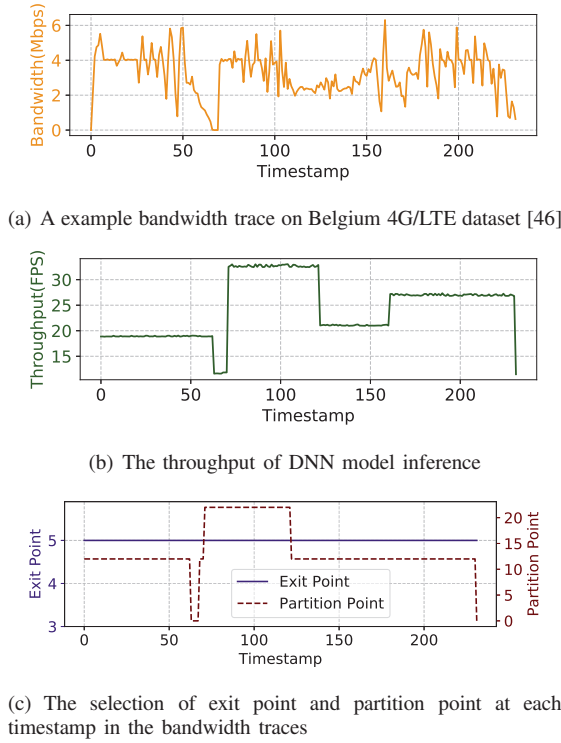 Bandwidth(Mbps)
6
4
2
0
0 50 100 150 200
Timestamp
(a) A example bandwidth trace on Belgium 4G/LTE dataset [46]
Throughput(FPS)
30
25
20
15
0 50 100 150 200
Timestamp
(b) The throughput of DNN model inference
Exit Point
5
4
3
Exit Point
Partition Point
20
15
10
5
0
Partition Point
0 50 100 150 200
Timestamp
(c) The selection of exit point and partition point at each
timestamp in the bandwidth traces